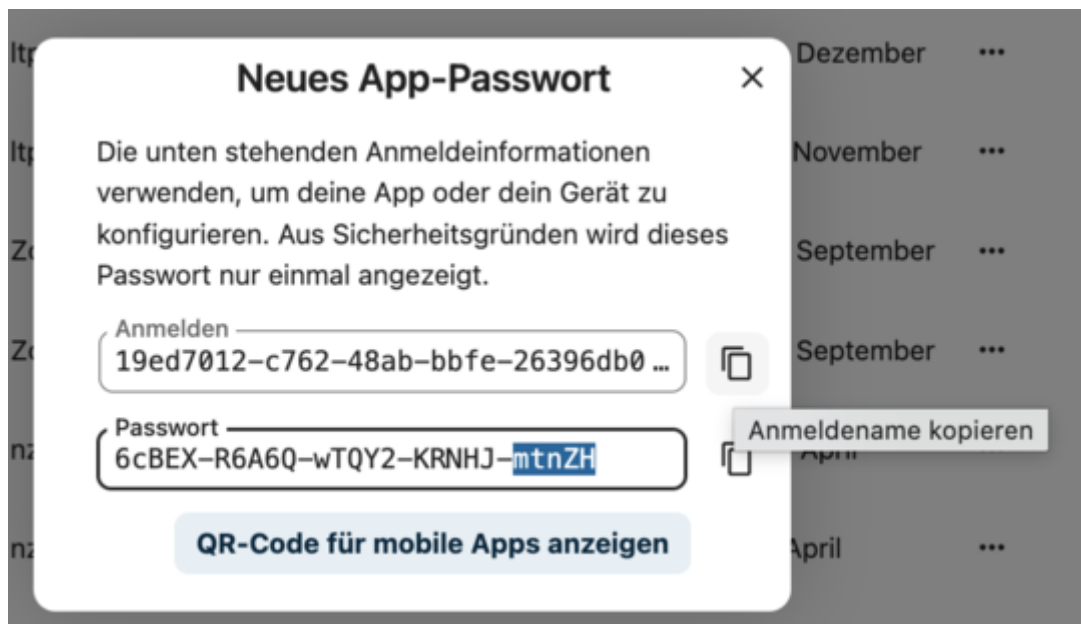 Neues App-Passwort
Die unten stehenden Anmeldeinformationen
verwenden, um deine App oder dein Gerät zu
konfigurieren. Aus Sicherheitsgründen wird dieses
Passwort nur einmal angezeigt.
Anmelden
19ed7012-c762-48ab-bbfe-26396db0 …
Passwort
6cBEX-R6A6Q-wTQY2-KRNHJ-mtnZH
QR-Code für mobile Apps anzeigen
Anmeldename kopieren
Dezember
November
September
September
April
April